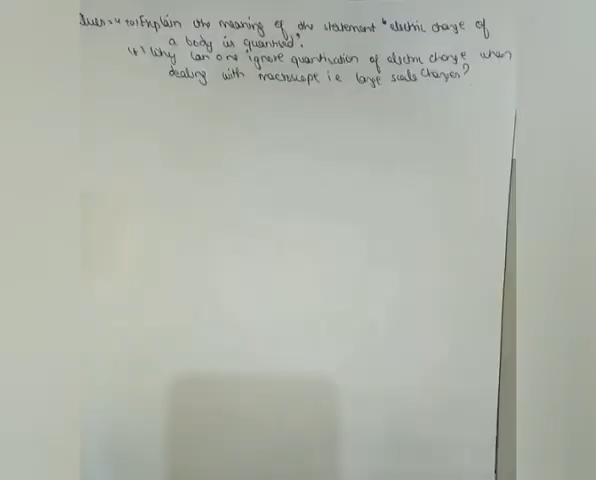 Ques=4 (a) Explain the meaning of the statement "electric charge of
a body is quantised".
(b) Why can one ignore quantisation of electric charge when
dealing with macroscopic i.e large scale charges?